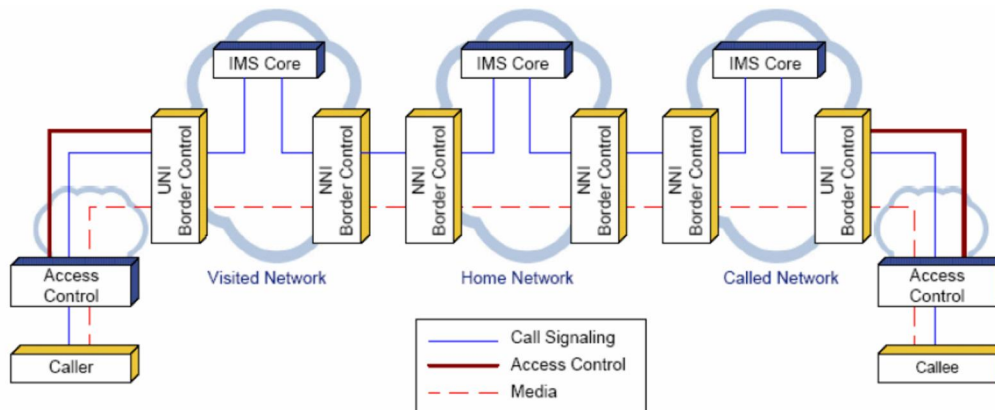 IMS Core
IMS Core
IMS Core
UNI
Border Control
NNI
Border Control
NNI
Border Control
NNI
Border Control
NNI
Border Control
UNI
Border Control
Visited Network
Home Network
Called Network
Access
Control
Access
Control
Caller
Callee
Call Signaling
Access Control
Media